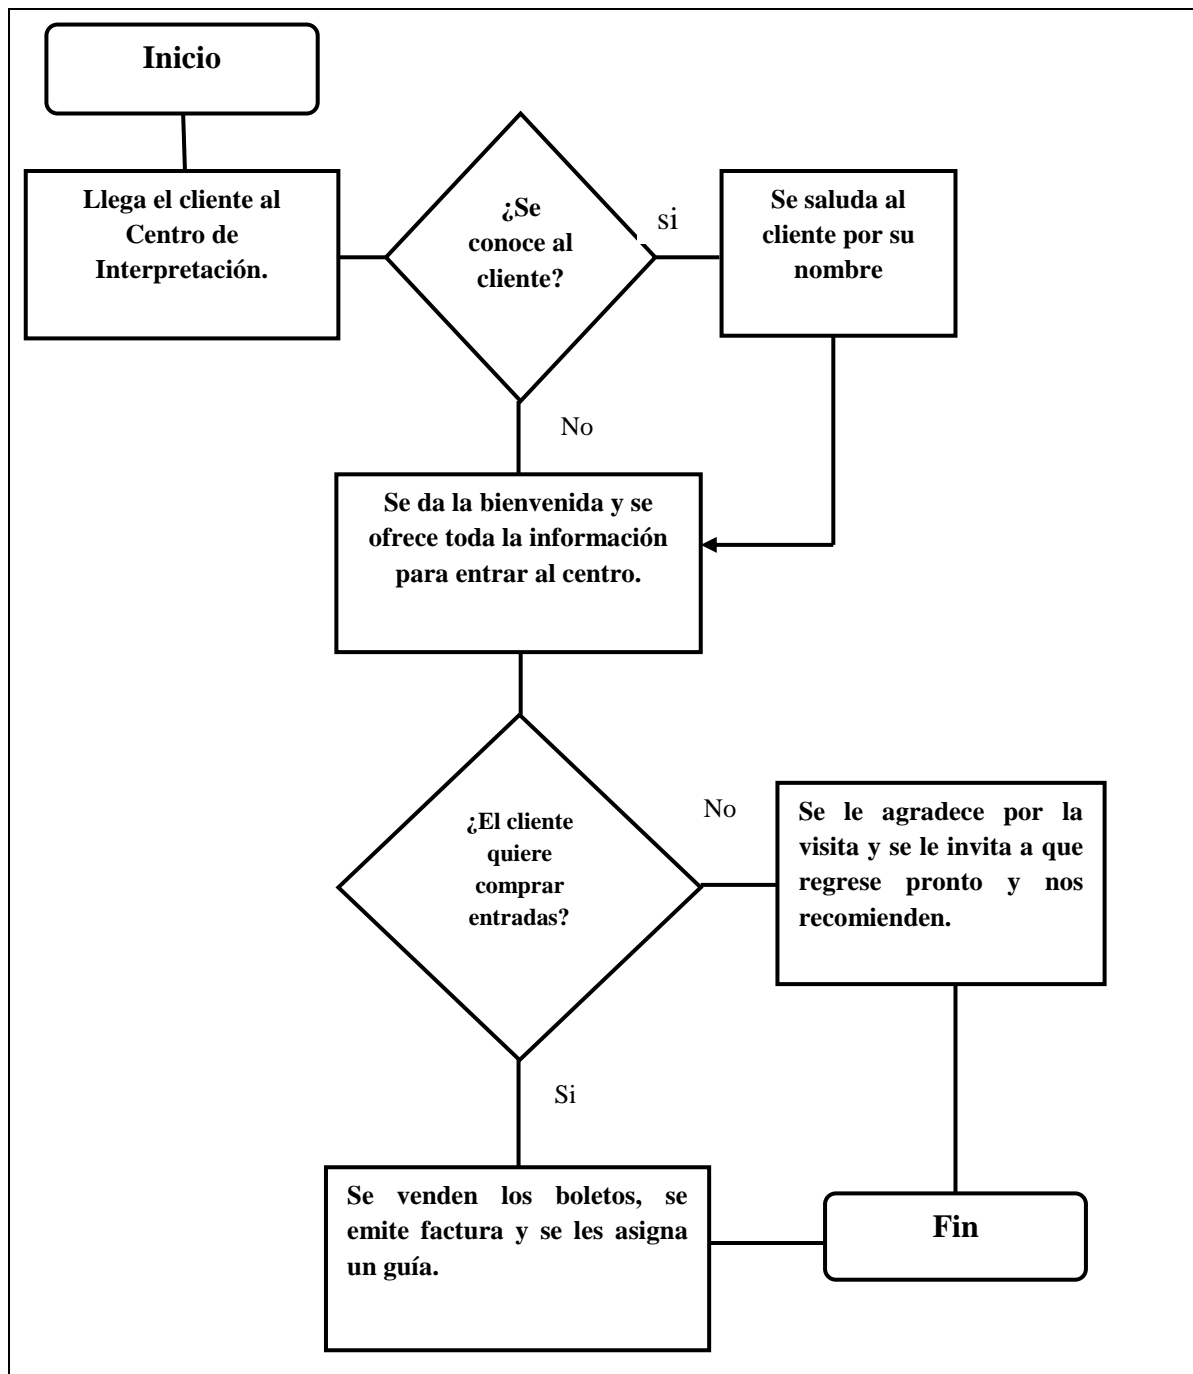 Inicio
Llega el cliente al
Centro de
Interpretación.
¿Se
conoce al
cliente?
si
Se saluda al
cliente por su
nombre
No
Se da la bienvenida y se
ofrece toda la información
para entrar al centro.
¿El cliente
quiere
comprar
entradas?
No
Se le agradece por la
visita y se le invita a que
regrese pronto y nos
recomienden.
Si
Se venden los boletos, se
emite factura y se les asigna
un guía.
Fin